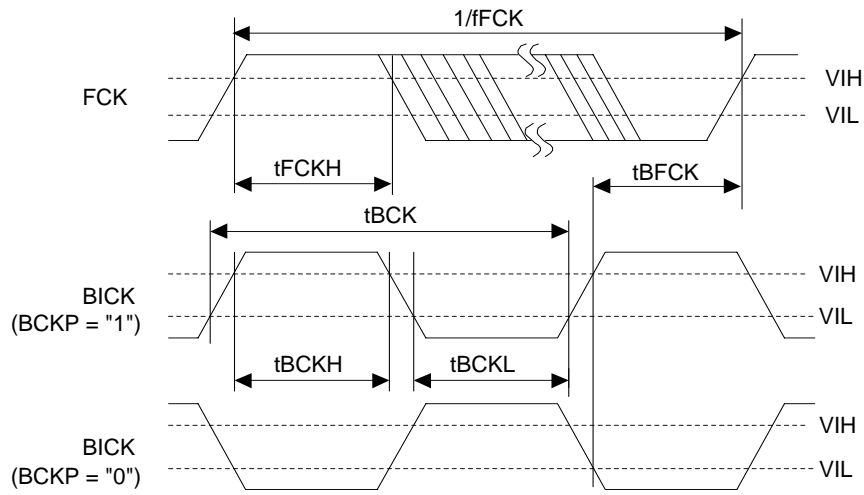 1/fFCK
FCK
VIH
VIL
tFCKH
tBFCK
tBCK
BICK
(BCKP = "1")
VIH
VIL
tBCKH
tBCKL
BICK
(BCKP = "0")
VIH
VIL